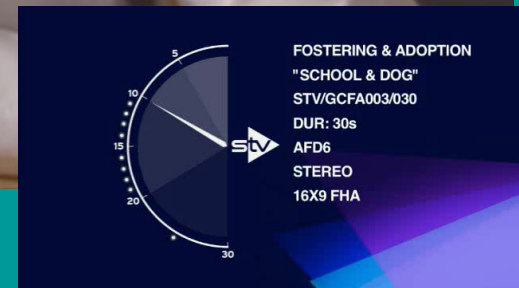 5
10
15
20
30
stv
FOSTERING & ADOPTION
"SCHOOL & DOG"
STV/GCFA003/030
DUR: 30s
AFD6
STEREO
16X9 FHA